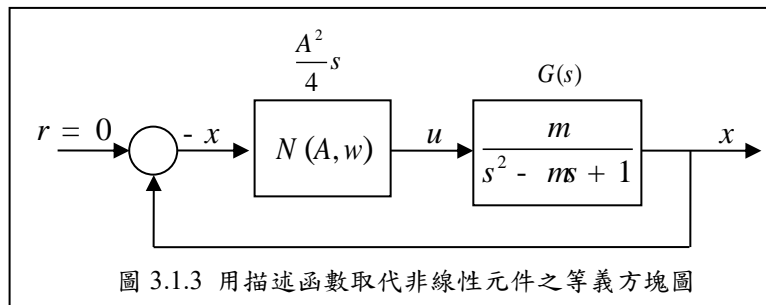 A²/4 s
G(s)
r = 0
- x
N (A, w)
u
m / s² - ms + 1
x
圖 3.1.3 用描述函數取代非線性元件之等義方塊圖